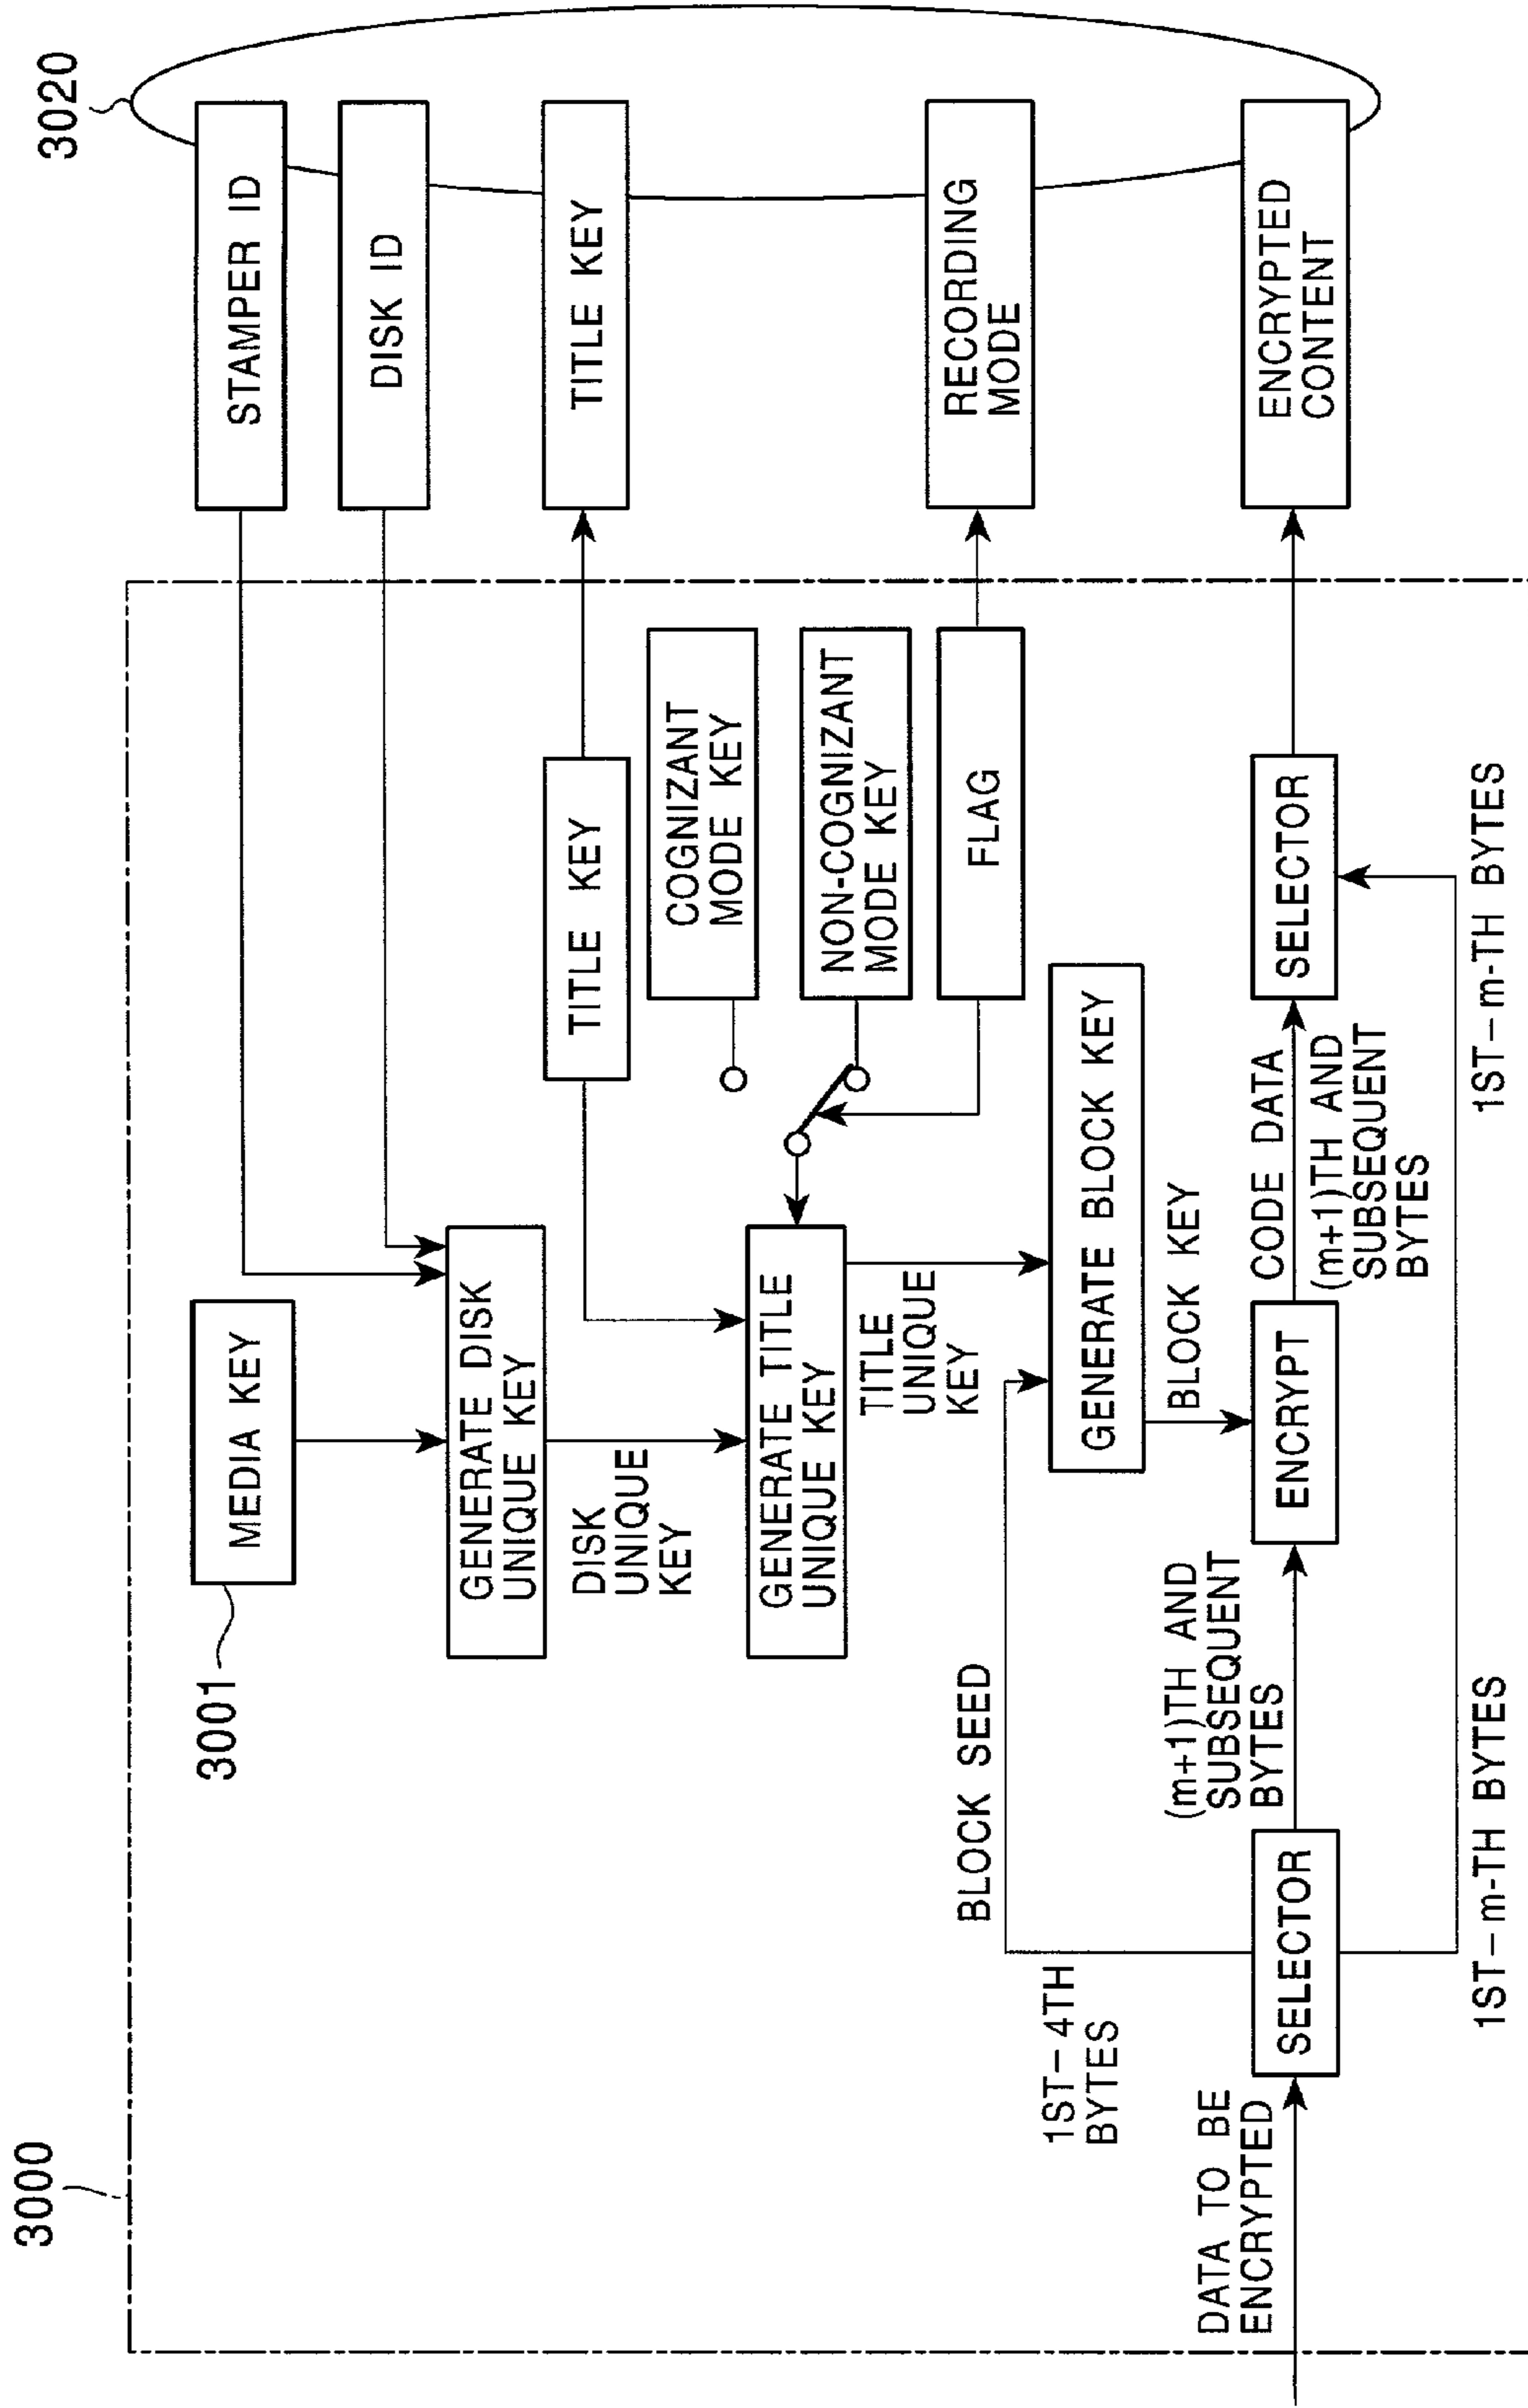 3000
3020
3001
MEDIA KEY
STAMPER ID
DISK ID
GENERATE DISK
UNIQUE KEY
DISK
UNIQUE
KEY
TITLE KEY
TITLE KEY
COGNIZANT
MODE KEY
GENERATE TITLE
UNIQUE KEY
NON-COGNIZANT
MODE KEY
TITLE
UNIQUE
KEY
FLAG
RECORDING
MODE
BLOCK SEED
1ST–4TH
BYTES
GENERATE BLOCK KEY
BLOCK KEY
DATA TO BE
ENCRYPTED
SELECTOR
(m+1)TH AND
SUBSEQUENT
BYTES
ENCRYPT
CODE DATA
(m+1)TH AND
SUBSEQUENT
BYTES
SELECTOR
ENCRYPTED
CONTENT
1ST–m-TH BYTES
1ST–m-TH BYTES